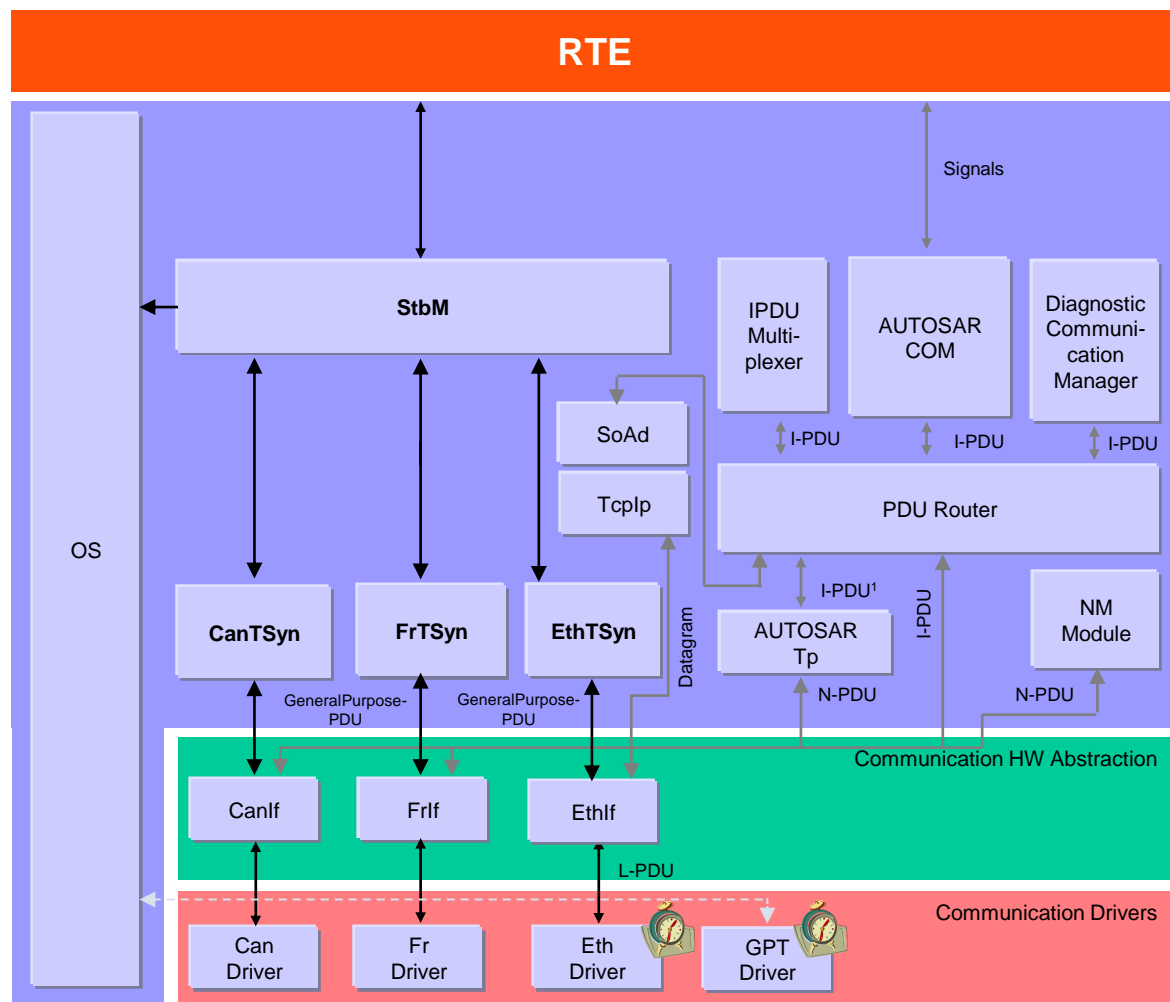 RTE
Signals
StbM
IPDU
Multi-
plexer
AUTOSAR
COM
Diagnostic
Communi-
cation
Manager
SoAd
I-PDU
I-PDU
I-PDU
TcpIp
PDU Router
OS
CanTSyn
FrTSyn
EthTSyn
Datagram
I-PDU¹
I-PDU
AUTOSAR
Tp
NM
Module
GeneralPurpose-
PDU
GeneralPurpose-
PDU
N-PDU
N-PDU
Communication HW Abstraction
CanIf
FrIf
EthIf
L-PDU
Communication Drivers
Can
Driver
Fr
Driver
Eth
Driver
GPT
Driver